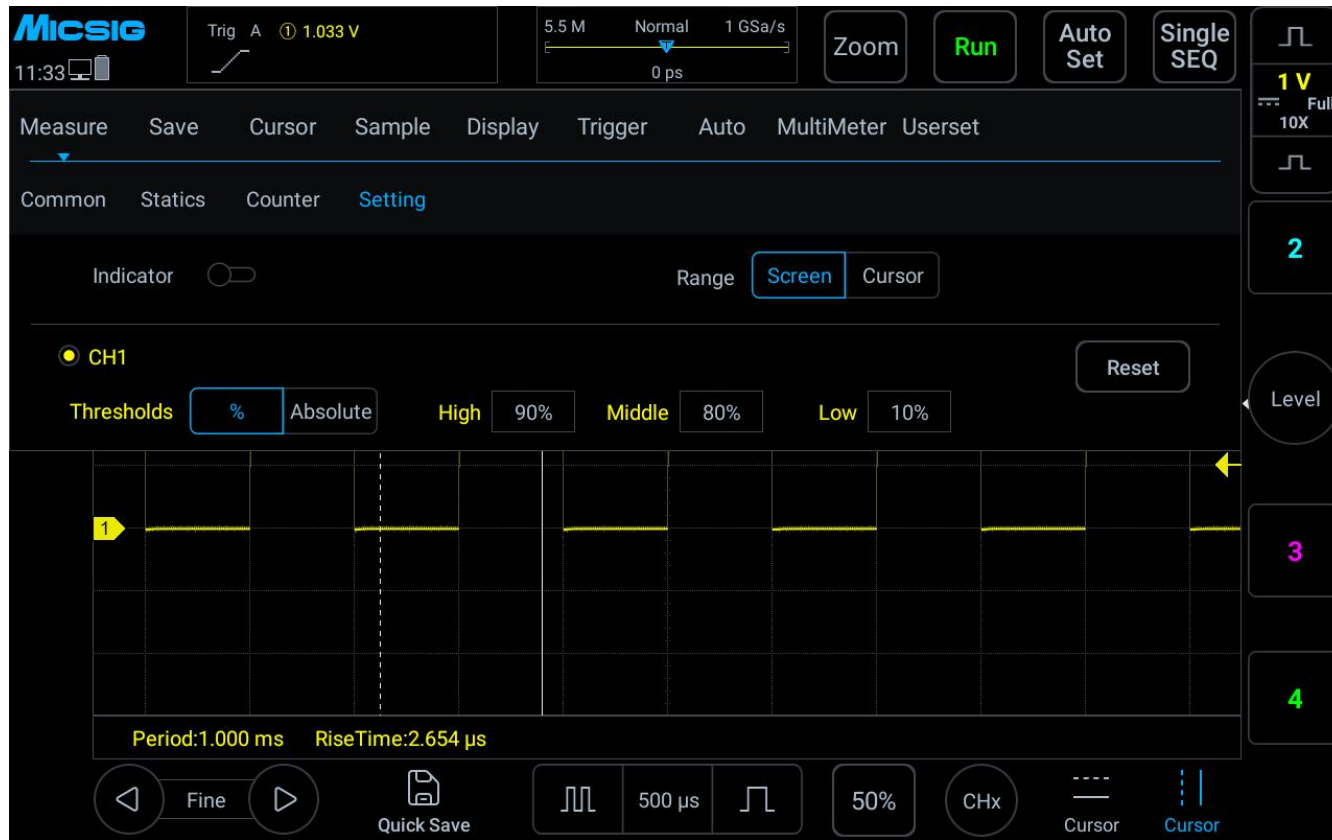 Micsig
Trig A ① 1.033 V
5.5 M Normal 1 GSa/s
T
0 ps
Zoom
Run
Auto
Set
Single
SEQ
11:33
1 V
Full
10X
Measure Save Cursor Sample Display Trigger Auto MultiMeter Userset
Common Statics Counter Setting
2
Indicator
Range Screen Cursor
CH1
Reset
Thresholds % Absolute High 90% Middle 80% Low 10%
Level
1
3
4
Period:1.000 ms RiseTime:2.654 µs
Fine
Quick Save
500 µs
50%
CHx
Cursor
Cursor